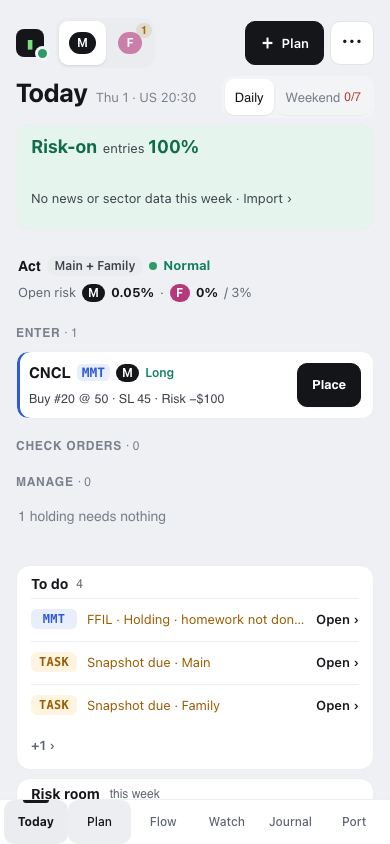 M F 1 + Plan ...
Today Thu 1 · US 20:30 Daily Weekend 0/7
Risk-on entries 100%
No news or sector data this week · Import ›
Act Main + Family Normal
Open risk M 0.05% · F 0% / 3%
ENTER · 1
CNCL MMT M Long
Buy #20 @ 50 · SL 45 · Risk −$100
Place
CHECK ORDERS · 0
MANAGE · 0
1 holding needs nothing
To do 4
MMT FFIL · Holding · homework not don... Open ›
TASK Snapshot due · Main Open ›
TASK Snapshot due · Family Open ›
+1 ›
Risk room this week
Today Plan Flow Watch Journal Port